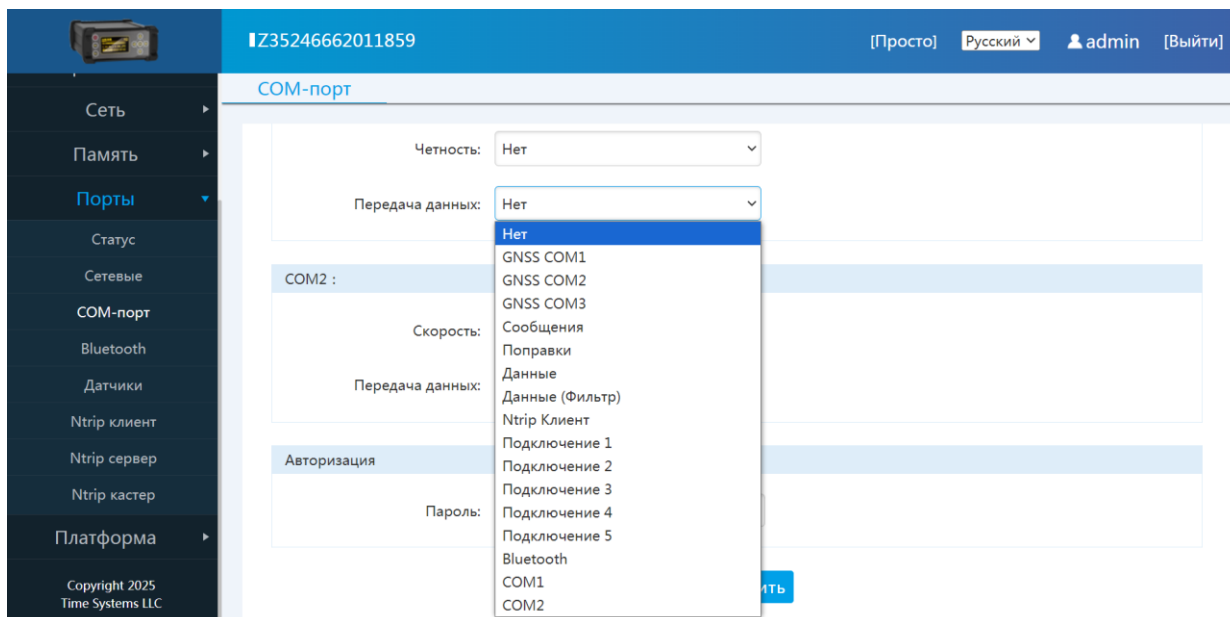 Z35246662011859
[Просто]
Русский
admin
[Выйти]
COM-порт
Сеть
Память
Порты
Статус
Сетевые
COM-порт
Bluetooth
Датчики
Ntrip клиент
Ntrip сервер
Ntrip кастер
Платформа
Copyright 2025
Time Systems LLC
Четность: Нет
Передача данных: Нет
Нет
GNSS COM1
GNSS COM2
GNSS COM3
Сообщения
Поправки
Данные
Данные (Фильтр)
Ntrip Клиент
Подключение 1
Подключение 2
Подключение 3
Подключение 4
Подключение 5
Bluetooth
COM1
COM2
COM2 :
Скорость:
Передача данных:
Авторизация
Пароль: